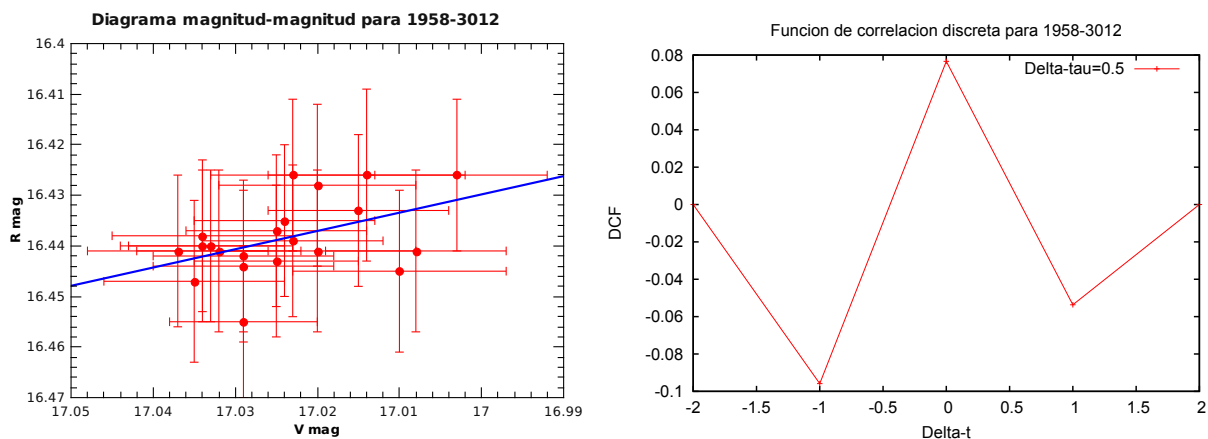 Diagrama magnitud-magnitud para 1958-3012
16.4
16.41
16.42
16.43
16.44
16.45
16.46
16.47
R mag
17.05 17.04 17.03 17.02 17.01 17 16.99
V mag
Funcion de correlacion discreta para 1958-3012
Delta-tau=0.5
0.08
0.06
0.04
0.02
0
-0.02
-0.04
-0.06
-0.08
-0.1
DCF
-2 -1.5 -1 -0.5 0 0.5 1 1.5 2
Delta-t